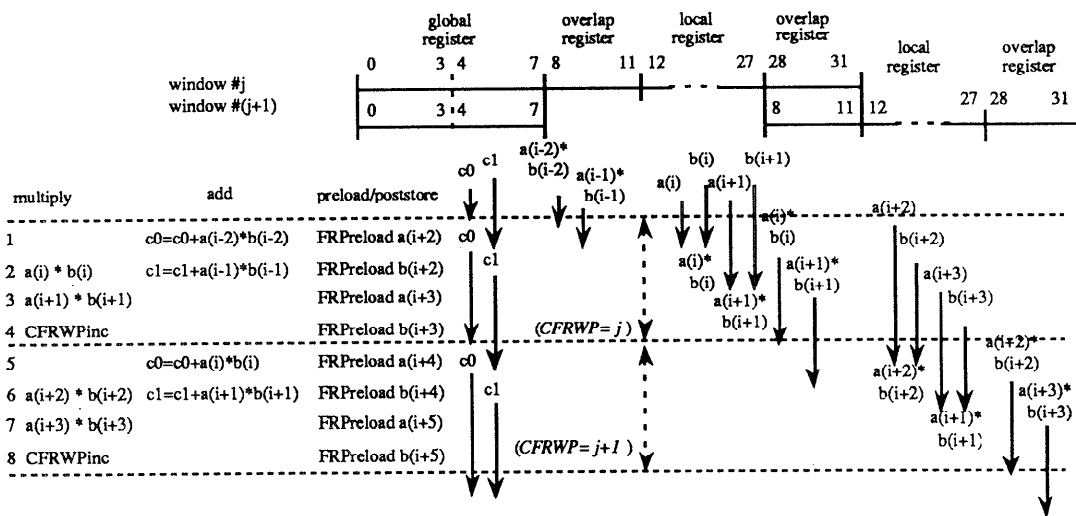 global register
overlap register
local register
overlap register
local register
overlap register
0 3 4 7 8 11 12 27 28 31
window #j
window #(j+1)
0 3 4 7 8 11 12 27 28 31
c0 c1 a(i-2)* b(i-2) a(i-1)* b(i-1) a(i) b(i) a(i+1) b(i+1)
multiply add preload/poststore
a(i)* b(i) a(i+2)
1 c0=c0+a(i-2)*b(i-2) FRPreload a(i+2) c0
b(i+2)
2 a(i) * b(i) c1=c1+a(i-1)*b(i-1) FRPreload b(i+2) c1
a(i)* b(i) a(i+1)* b(i+1) a(i+3)
3 a(i+1) * b(i+1) FRPreload a(i+3)
a(i+1)* b(i+1) b(i+3)
4 CFRWPinc FRPreload b(i+3) (CFRWP= j)
5 c0=c0+a(i)*b(i) FRPreload a(i+4) c0
a(i+2)* b(i+2) a(i+2)* b(i+2)
6 a(i+2) * b(i+2) c1=c1+a(i+1)*b(i+1) FRPreload b(i+4) c1
a(i+3)* b(i+3)
7 a(i+3) * b(i+3) FRPreload a(i+5)
a(i+1)* b(i+1)
8 CFRWPinc FRPreload b(i+5) (CFRWP= j+1)